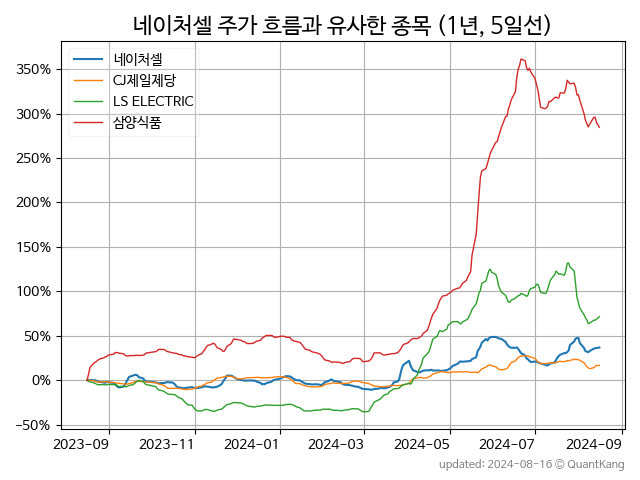 네이처셀 주가 흐름과 유사한 종목 (1년, 5일선)
네이처셀
CJ제일제당
LS ELECTRIC
삼양식품
350%
300%
250%
200%
150%
100%
50%
0%
−50%
2023-09 2023-11 2024-01 2024-03 2024-05 2024-07 2024-09
updated: 2024-08-16 © QuantKang